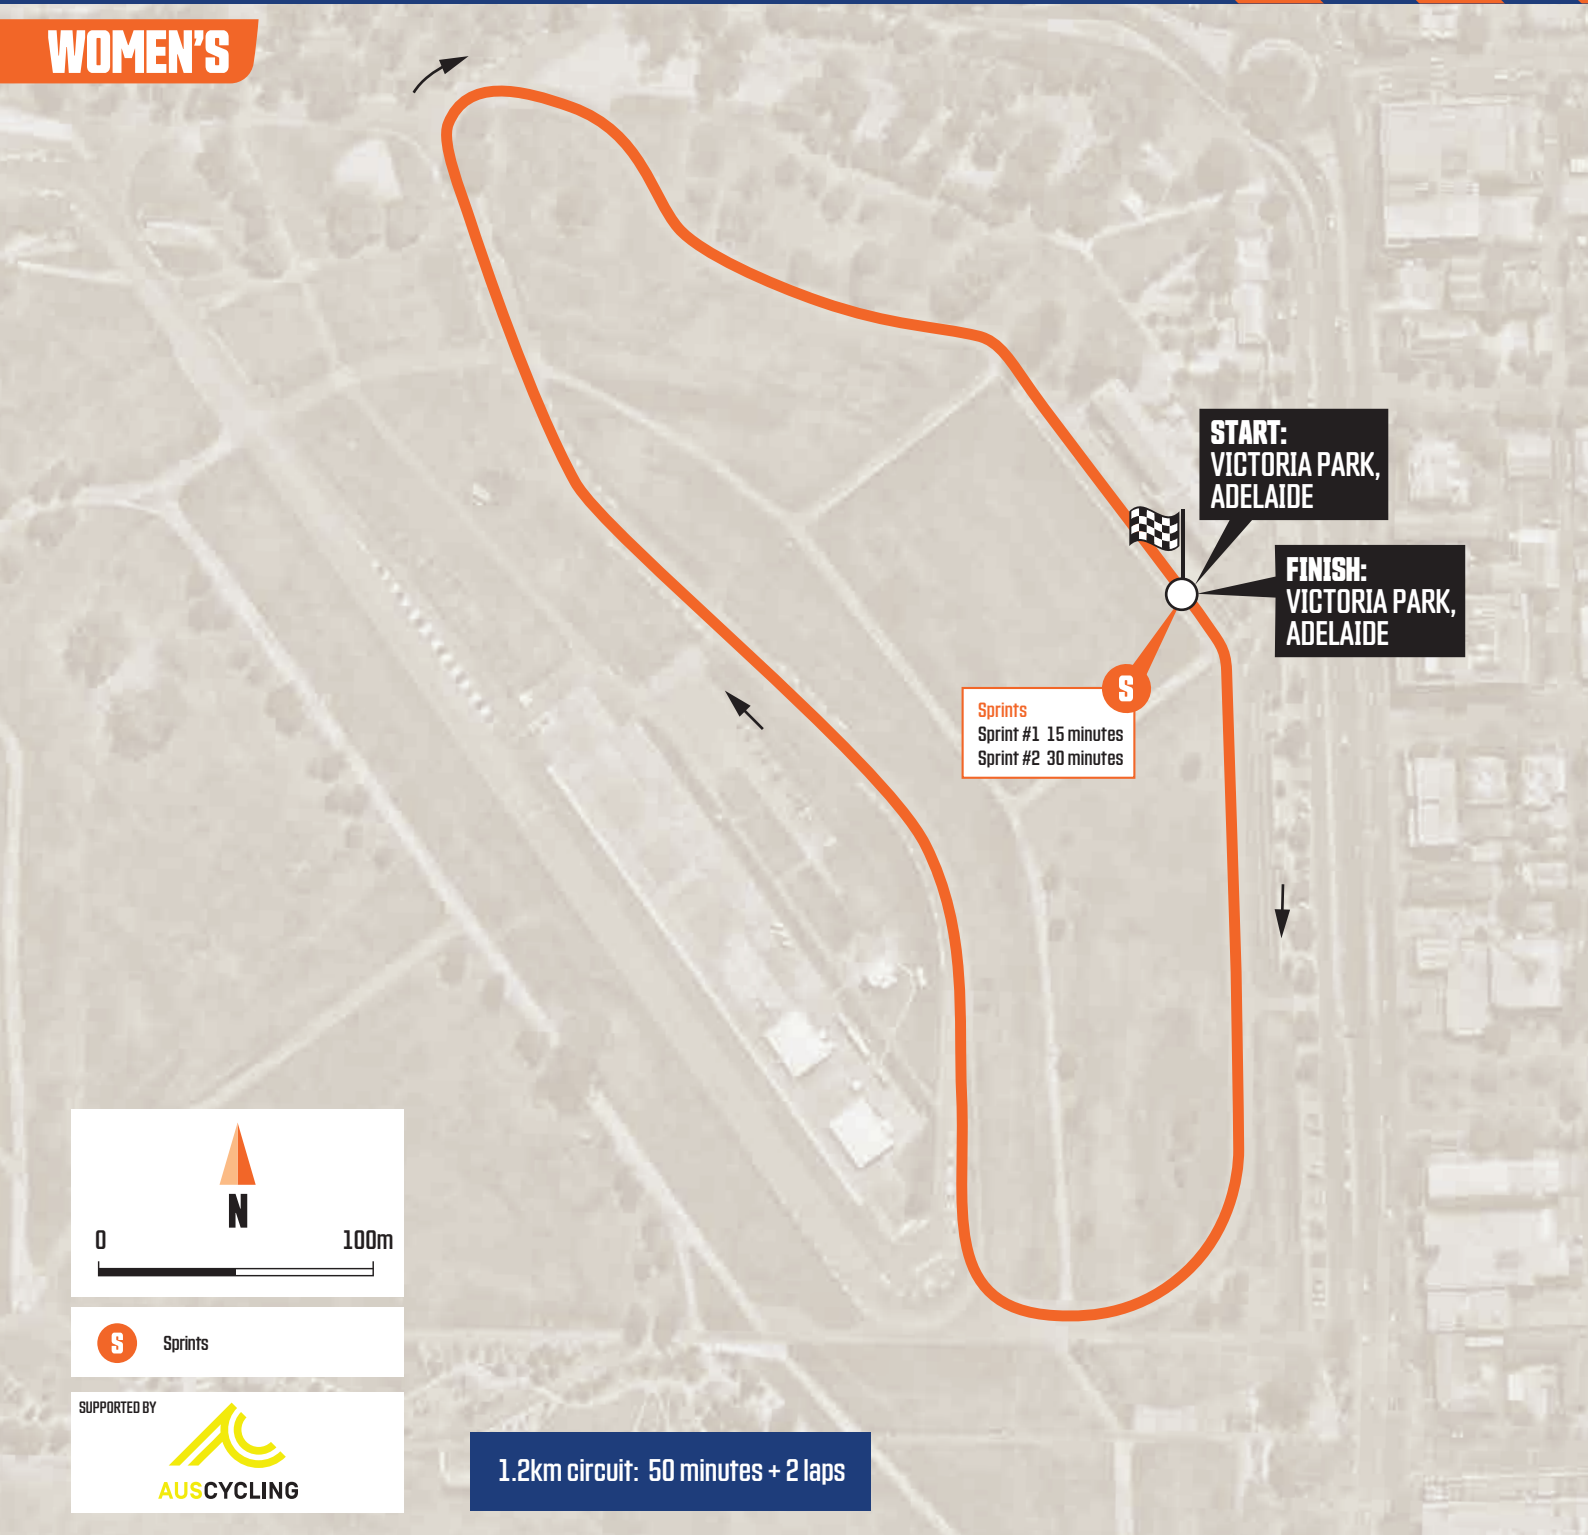 WOMEN'S
START:
VICTORIA PARK,
ADELAIDE
FINISH:
VICTORIA PARK,
ADELAIDE
S
Sprints
Sprint #1 15 minutes
Sprint #2 30 minutes
N
0 100m
S Sprints
SUPPORTED BY
AUSCYCLING
1.2km circuit: 50 minutes + 2 laps